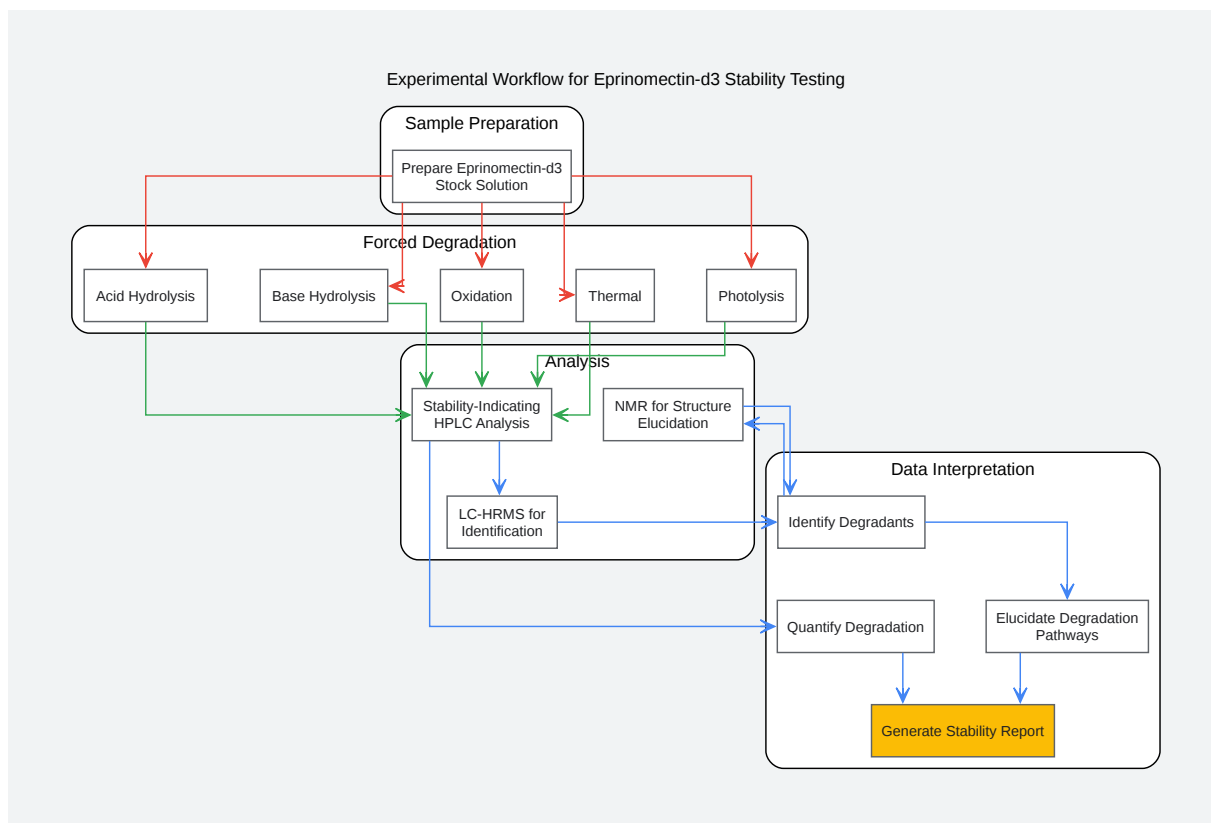 Experimental Workflow for Eprinomectin-d3 Stability Testing
Sample Preparation
Prepare Eprinomectin-d3
Stock Solution
Forced Degradation
Acid Hydrolysis
Base Hydrolysis
Oxidation
Thermal
Photolysis
Analysis
Stability-Indicating
HPLC Analysis
NMR for Structure
Elucidation
LC-HRMS for
Identification
Data Interpretation
Identify Degradants
Quantify Degradation
Elucidate Degradation
Pathways
Generate Stability Report